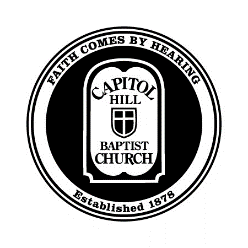 FAITH COMES BY HEARING
CAPITOL
HILL
BAPTIST
CHURCH
Established 1878